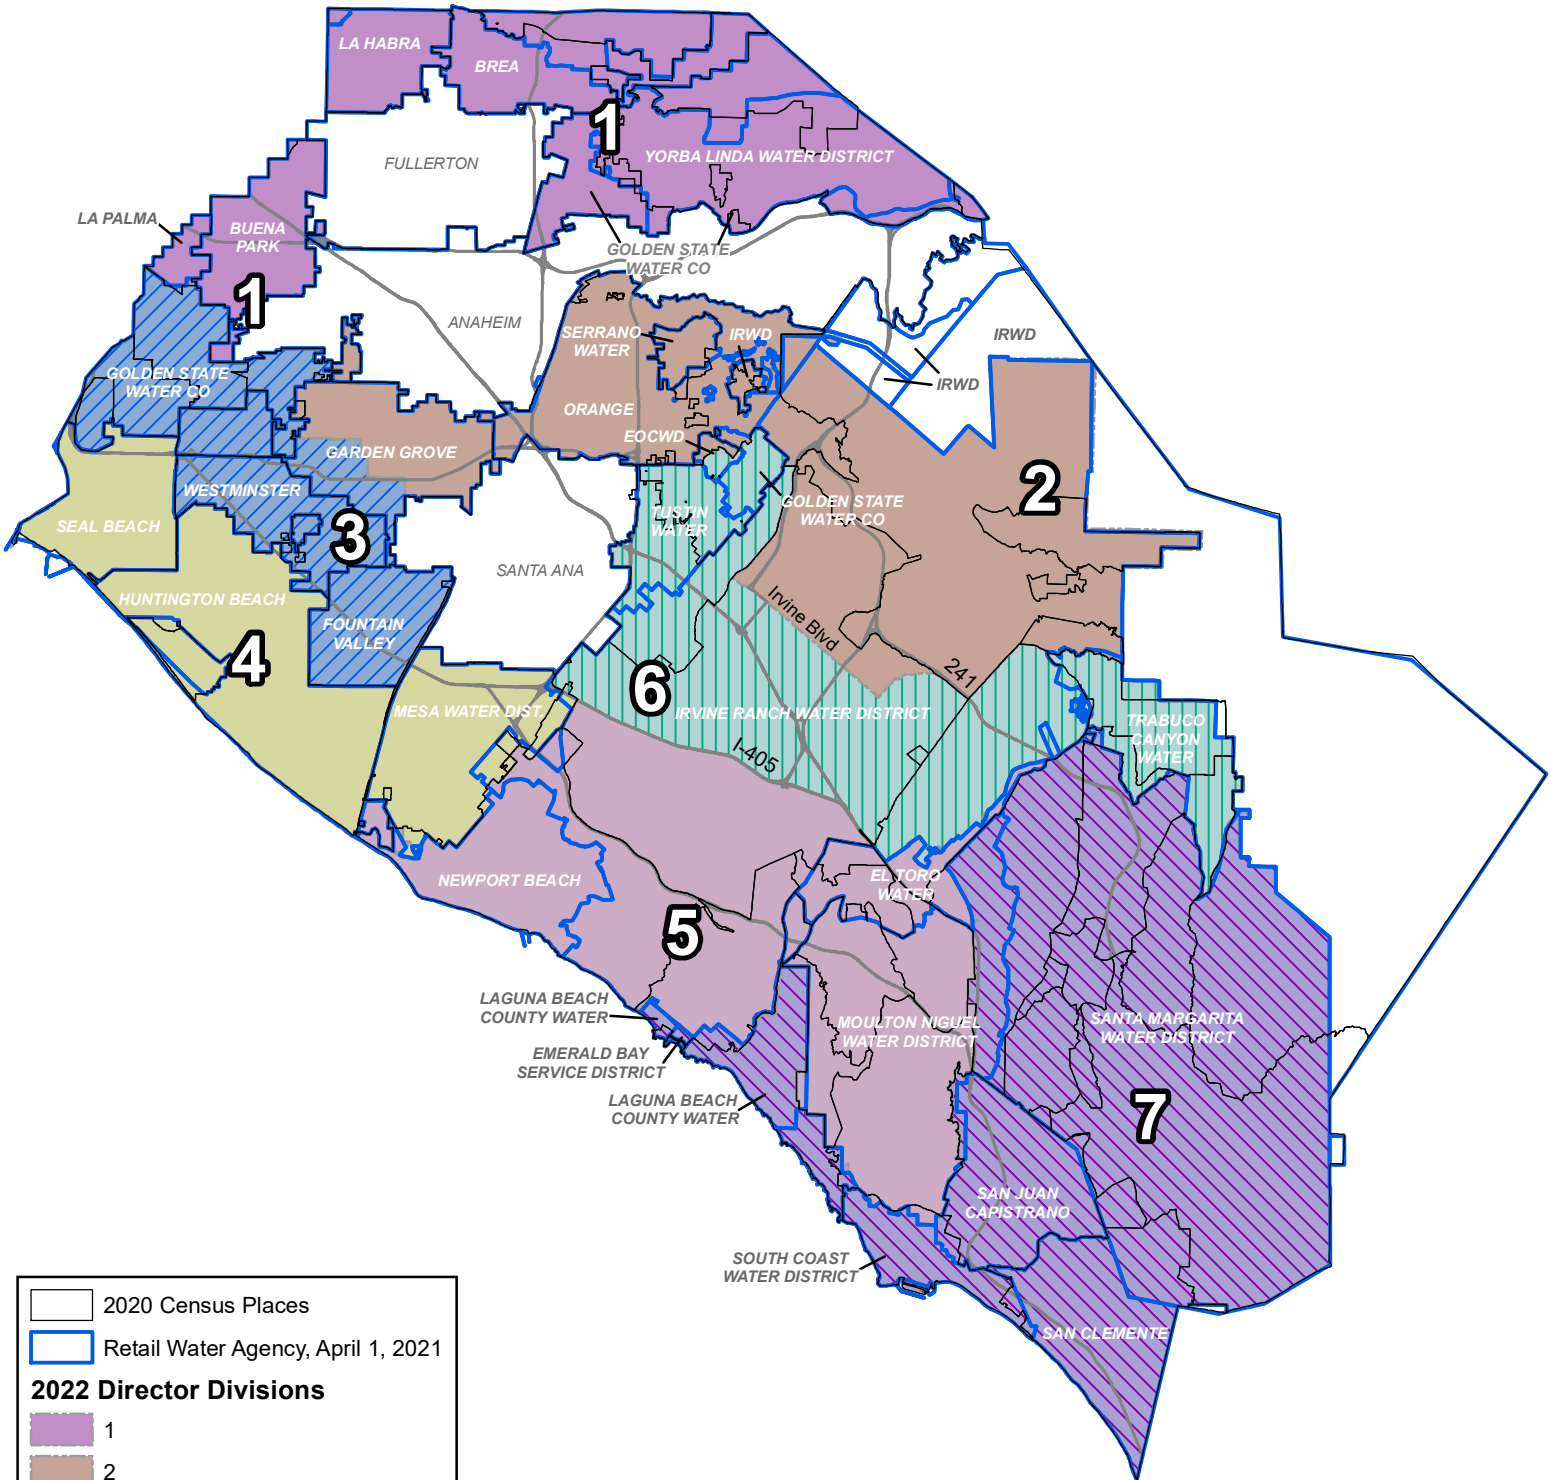 LA HABRA
BREA
1
FULLERTON
YORBA LINDA WATER DISTRICT
LA PALMA
BUENA
PARK
GOLDEN STATE
WATER CO
1
ANAHEIM
SERRANO
WATER
IRWD
IRWD
IRWD
GOLDEN STATE
WATER CO
ORANGE
EOCWD
GARDEN GROVE
WESTMINSTER
2
GOLDEN STATE
WATER CO
TUSTIN
WATER
SEAL BEACH
3
SANTA ANA
HUNTINGTON BEACH
Irvine Blvd
FOUNTAIN
VALLEY
4
241
6
MESA WATER DIST.
IRVINE RANCH WATER DISTRICT
TRABUCO
CANYON
WATER
I-405
NEWPORT BEACH
EL TORO
WATER
5
LAGUNA BEACH
COUNTY WATER
MOULTON NIGUEL
WATER DISTRICT
SANTA MARGARITA
WATER DISTRICT
EMERALD BAY
SERVICE DISTRICT
LAGUNA BEACH
COUNTY WATER
7
SAN JUAN
CAPISTRANO
SOUTH COAST
WATER DISTRICT
SAN CLEMENTE
2020 Census Places
Retail Water Agency, April 1, 2021
2022 Director Divisions
1
2